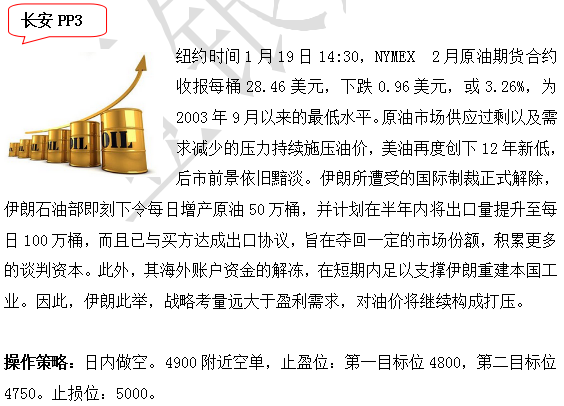 长安 PP3
纽约时间 1 月 19 日 14:30，NYMEX 2 月原油期货合约
收报每桶 28.46 美元，下跌 0.96 美元，或 3.26%，为
2003 年 9 月以来的最低水平。原油市场供应过剩以及需
求减少的压力持续施压油价，美油再度创下 12 年新低，
后市前景依旧黯淡。伊朗所遭受的国际制裁正式解除，
伊朗石油部即刻下令每日增产原油 50 万桶，并计划在半年内将出口量提升至每
日 100 万桶，而且已与买方达成出口协议，旨在夺回一定的市场份额，积累更多
的谈判资本。此外，其海外账户资金的解冻，在短期内足以支撑伊朗重建本国工
业。因此，伊朗此举，战略考量远大于盈利需求，对油价将继续构成打压。
操作策略：日内做空。4900 附近空单，止盈位：第一目标位 4800，第二目标位
4750。止损位：5000。
OIL
OIL
OIL